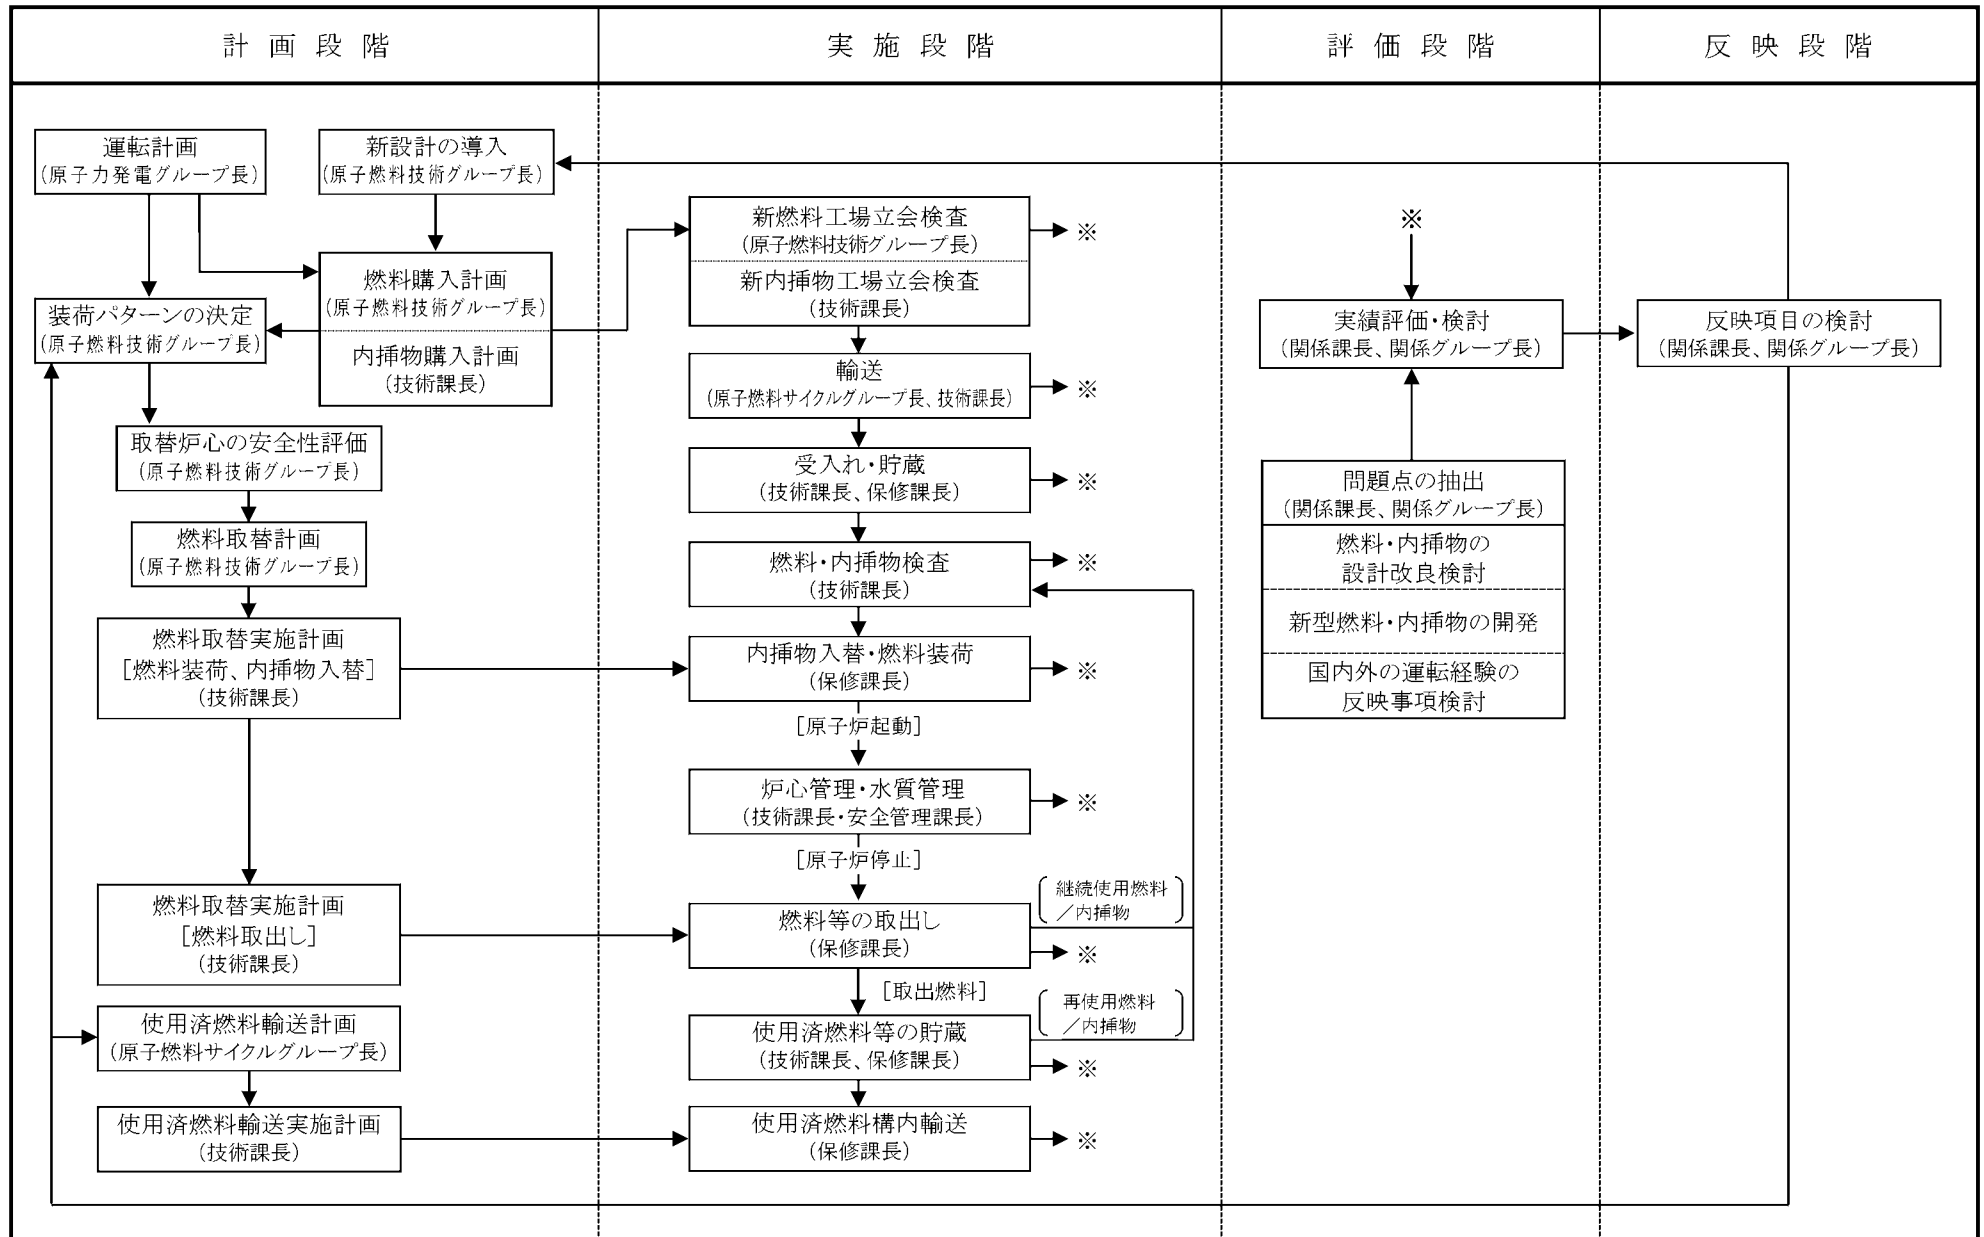 計画段階
実施段階
評価段階
反映段階
運転計画
(原子力発電グループ長)
新設計の導入
(原子燃料技術グループ長)
燃料購入計画
(原子燃料技術グループ長)
内挿物購入計画
(技術課長)
装荷パターンの決定
(原子燃料技術グループ長)
取替炉心の安全性評価
(原子燃料技術グループ長)
燃料取替計画
(原子燃料技術グループ長)
燃料取替実施計画
[燃料装荷、内挿物入替]
(技術課長)
燃料取替実施計画
[燃料取出し]
(技術課長)
使用済燃料輸送計画
(原子燃料サイクルグループ長)
使用済燃料輸送実施計画
(技術課長)
新燃料工場立会検査
(原子燃料技術グループ長)
※
新内挿物工場立会検査
(技術課長)
輸送
(原子燃料サイクルグループ長、技術課長)
※
受入れ・貯蔵
(技術課長、保修課長)
※
燃料・内挿物検査
(技術課長)
※
内挿物入替・燃料装荷
(保修課長)
※
[原子炉起動]
炉心管理・水質管理
(技術課長・安全管理課長)
※
[原子炉停止]
燃料等の取出し
(保修課長)
継続使用燃料
/内挿物
※
[取出燃料]
使用済燃料等の貯蔵
(技術課長、保修課長)
再使用燃料
/内挿物
※
使用済燃料構内輸送
(保修課長)
※
※
実績評価・検討
(関係課長、関係グループ長)
問題点の抽出
(関係課長、関係グループ長)
燃料・内挿物の
設計改良検討
新型燃料・内挿物の開発
国内外の運転経験の
反映事項検討
反映項目の検討
(関係課長、関係グループ長)